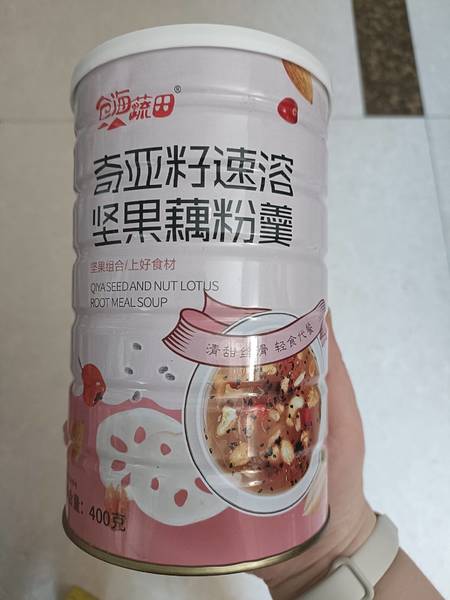 海蔬田®
奇亚籽速溶
坚果藕粉羹
坚果组合/上好食材
QIYA SEED AND NUT LOTUS
ROOT MEAL SOUP
清甜丝滑 轻食代餐
量: 400克